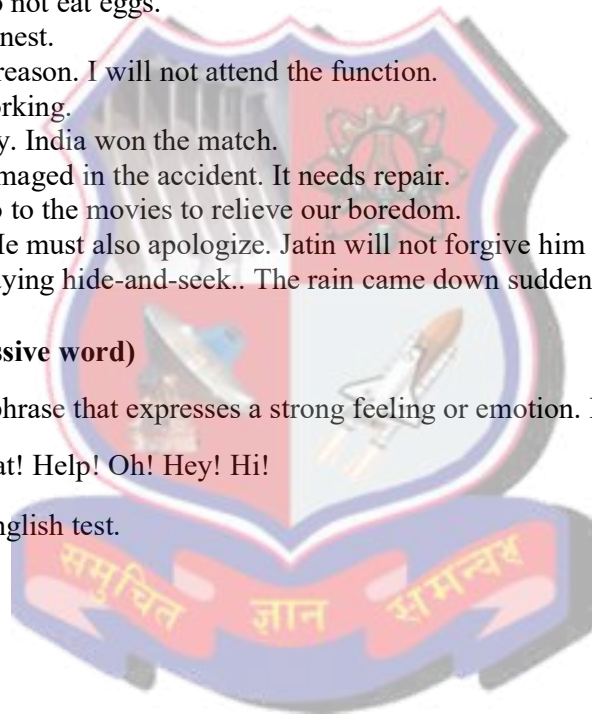 o not eat eggs.
nest.
reason. I will not attend the function.
orking.
y. India won the match.
maged in the accident. It needs repair.
o to the movies to relieve our boredom.
He must also apologize. Jatin will not forgive him
ying hide-and-seek.. The rain came down sudden
ssive word)
phrase that expresses a strong feeling or emotion. I
at! Help! Oh! Hey! Hi!
nglish test.
समुचित ज्ञान समन्वय